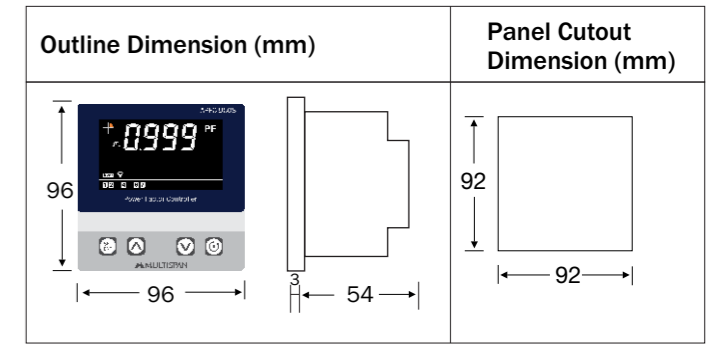 Outline Dimension (mm)
Panel Cutout
Dimension (mm)
0.999 PF
Power Factor Controller
MULTISPAN
96
96
3
54
92
92